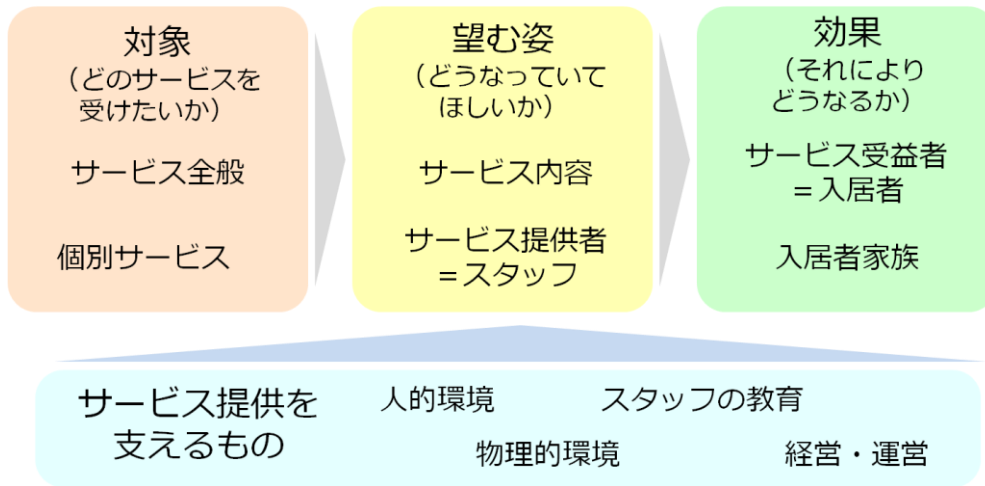 対象
（どのサービスを
受けたいか）
サービス全般
個別サービス
望む姿
（どうなっていて
ほしいか）
サービス内容
サービス提供者
＝スタッフ
効果
（それにより
どうなるか）
サービス受益者
＝入居者
入居者家族
サービス提供を
支えるもの
人的環境
スタッフの教育
物理的環境
経営・運営